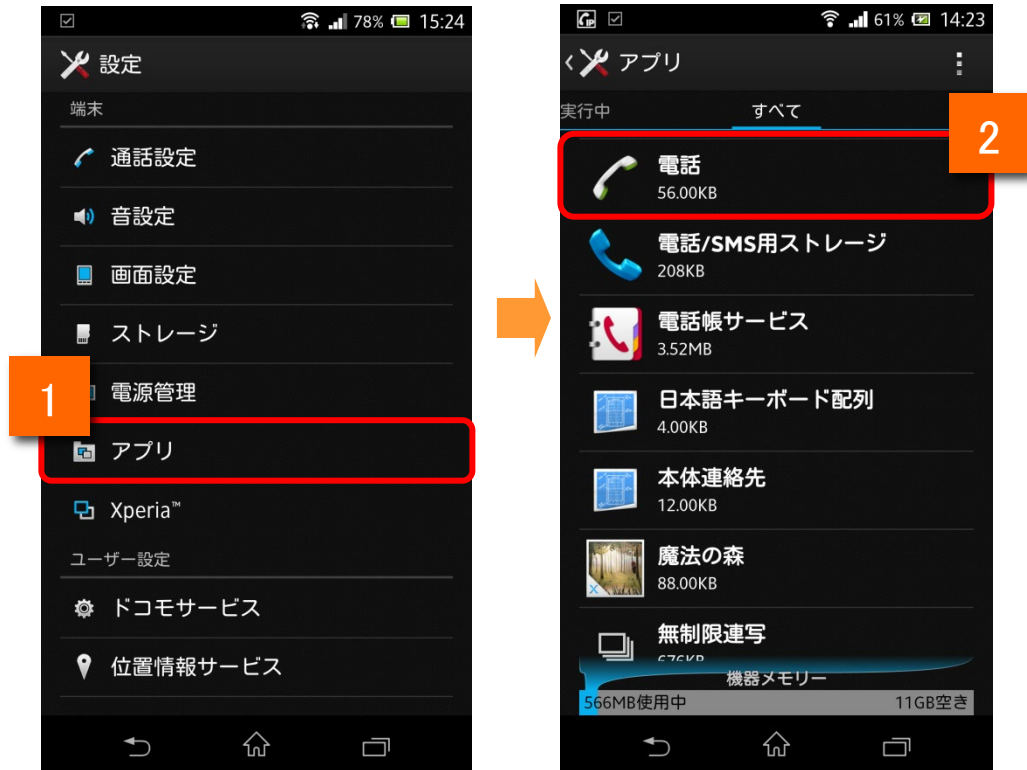 78% 15:24
設定
端末
通話設定
音設定
画面設定
ストレージ
1
電源管理
アプリ
Xperia™
ユーザー設定
ドコモサービス
位置情報サービス
IP 61% 14:23
アプリ
実行中 すべて
2
電話
56.00KB
電話/SMS用ストレージ
208KB
電話帳サービス
3.52MB
日本語キーボード配列
4.00KB
本体連絡先
12.00KB
魔法の森
88.00KB
無制限連写
676KB
機器メモリー
566MB使用中 11GB空き